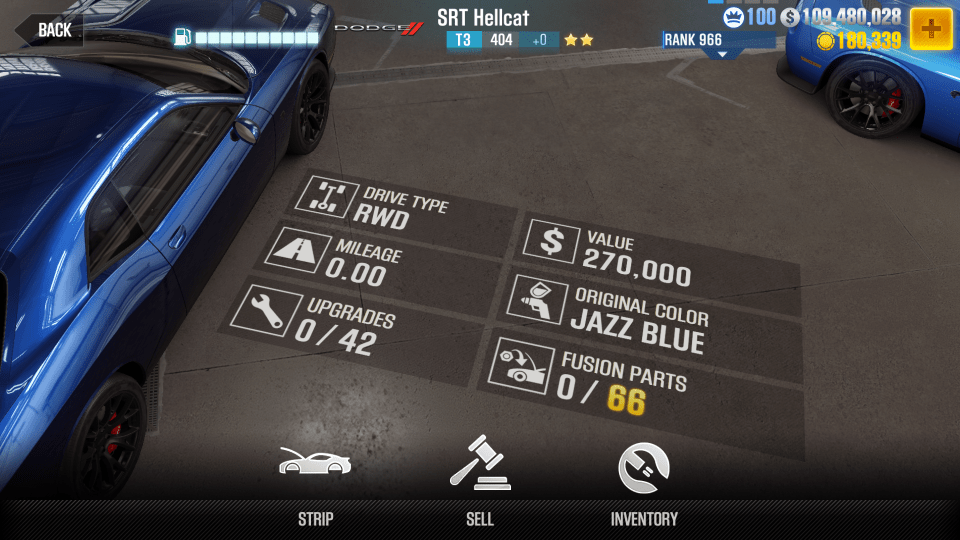 BACK
DODGE
SRT Hellcat
T3 404 +0
RANK 966
100 $ 109,480,028
180,339
DRIVE TYPE
RWD
MILEAGE
0.00
UPGRADES
0 / 42
$ VALUE
270,000
ORIGINAL COLOR
JAZZ BLUE
FUSION PARTS
0 / 66
STRIP
SELL
INVENTORY